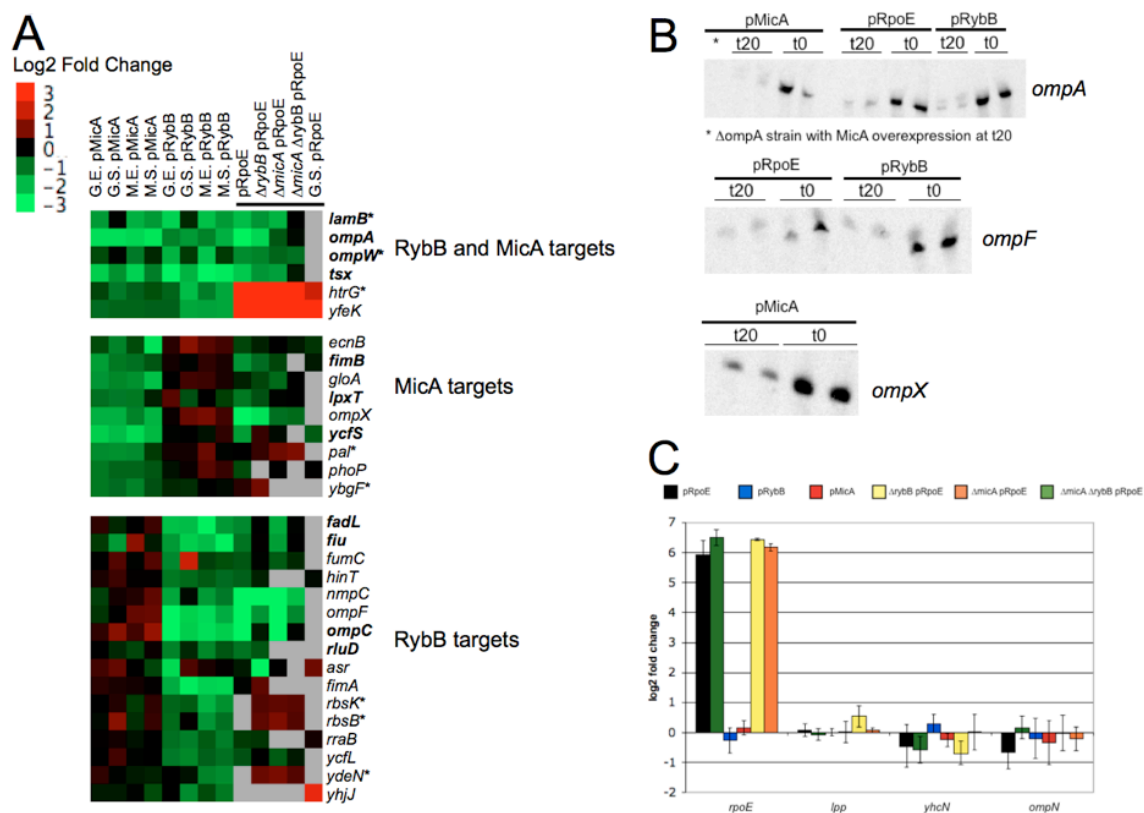 A
Log2 Fold Change
3
2
1
0
−1
−2
−3
G.E. pMicA
G.S. pMicA
M.E. pMicA
M.S. pMicA
G.E. pRybB
G.S. pRybB
M.E. pRybB
M.S. pRybB
pRpoE
ΔrybB pRpoE
ΔmicA pRpoE
ΔmicA ΔrybB pRpoE
G.S. pRpoE
lamB*
ompA
ompW*
tsx
htrG*
yfeK
RybB and MicA targets
ecnB
fimB
gloA
lpxT
ompX
ycfS
pal*
phoP
ybgF*
MicA targets
fadL
fiu
fumC
hinT
nmpC
ompF
ompC
rluD
asr
fimA
rbsK*
rbsB*
rraB
ycfL
ydeN*
yhjJ
RybB targets
B
pMicA pRpoE pRybB
* t20 t0 t20 t0 t20 t0
ompA
* ΔompA strain with MicA overexpression at t20
pRpoE pRybB
t20 t0 t20 t0
ompF
pMicA
t20 t0
ompX
C
pRpoE pRybB pMicA ΔrybB pRpoE ΔmicA pRpoE ΔmicA ΔrybB pRpoE
log2 fold change
7
6
5
4
3
2
1
0
-1
-2
rpoE lpp yhcN ompN